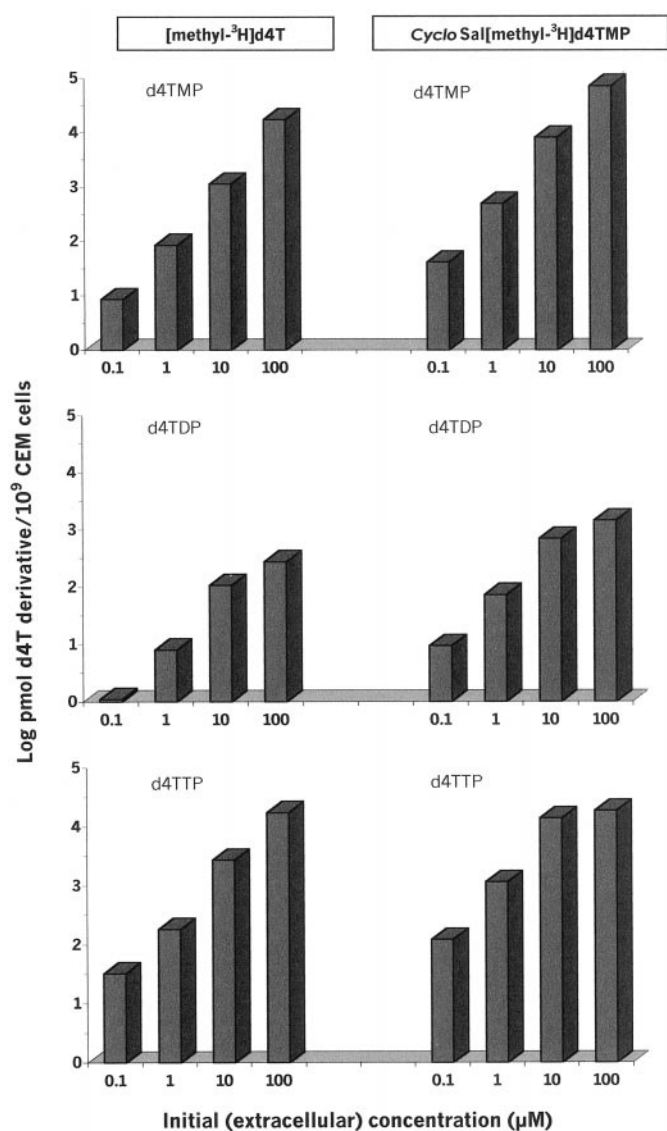 [methyl-³H]d4T
Cyclo Sal[methyl-³H]d4TMP
Log pmol d4T derivative/10⁹ CEM cells
d4TMP
5
4
3
2
1
0
0.1 1 10 100
d4TMP
0.1 1 10 100
d4TDP
5
4
3
2
1
0
0.1 1 10 100
d4TDP
0.1 1 10 100
d4TTP
5
4
3
2
1
0
0.1 1 10 100
d4TTP
0.1 1 10 100
Initial (extracellular) concentration (µM)